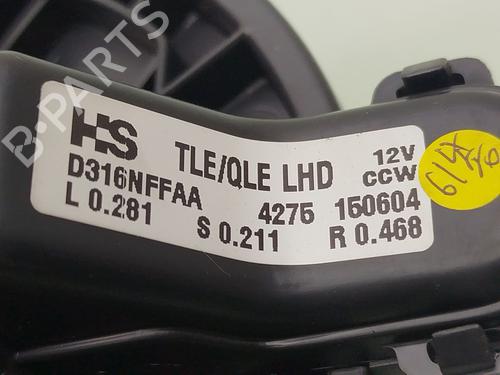 B-PARTS
HS TLE/QLE LHD 12V
D316NFFAA CCW
L 0.281 4275 150604
S 0.211 R 0.468